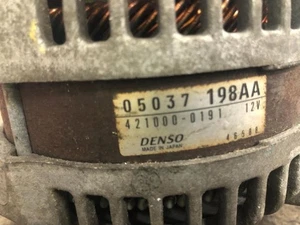 05037 198AA
421000-0191 12V
DENSO
MADE IN JAPAN